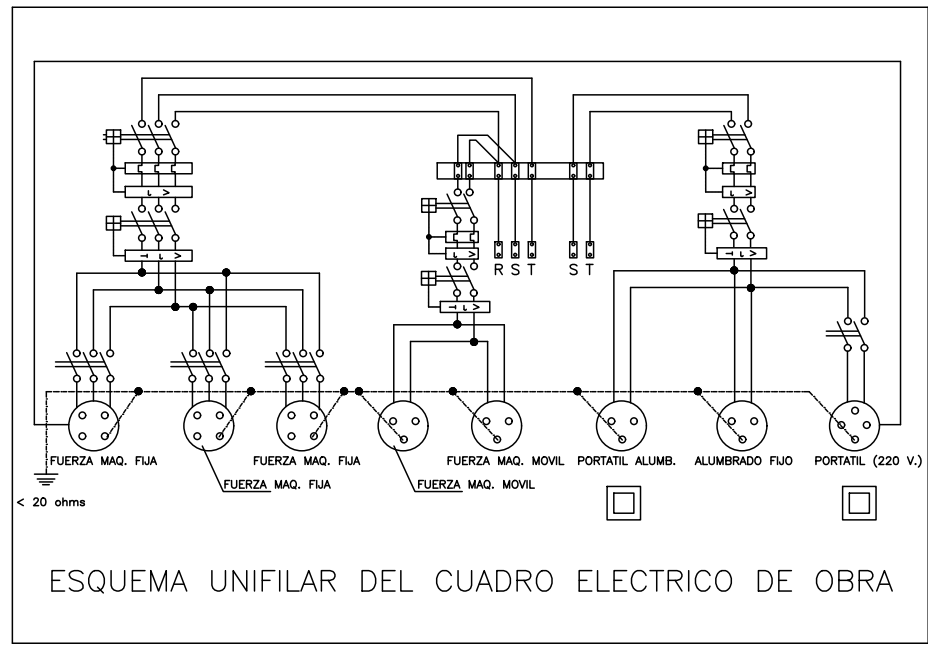 R S T S T
FUERZA MAQ. FIJA
FUERZA MAQ. FIJA
FUERZA MAQ. MOVIL
PORTATIL ALUMB.
ALUMBRADO FIJO
PORTATIL (220 V.)
FUERZA MAQ. FIJA
FUERZA MAQ. MOVIL
< 20 ohms
ESQUEMA UNIFILAR DEL CUADRO ELECTRICO DE OBRA